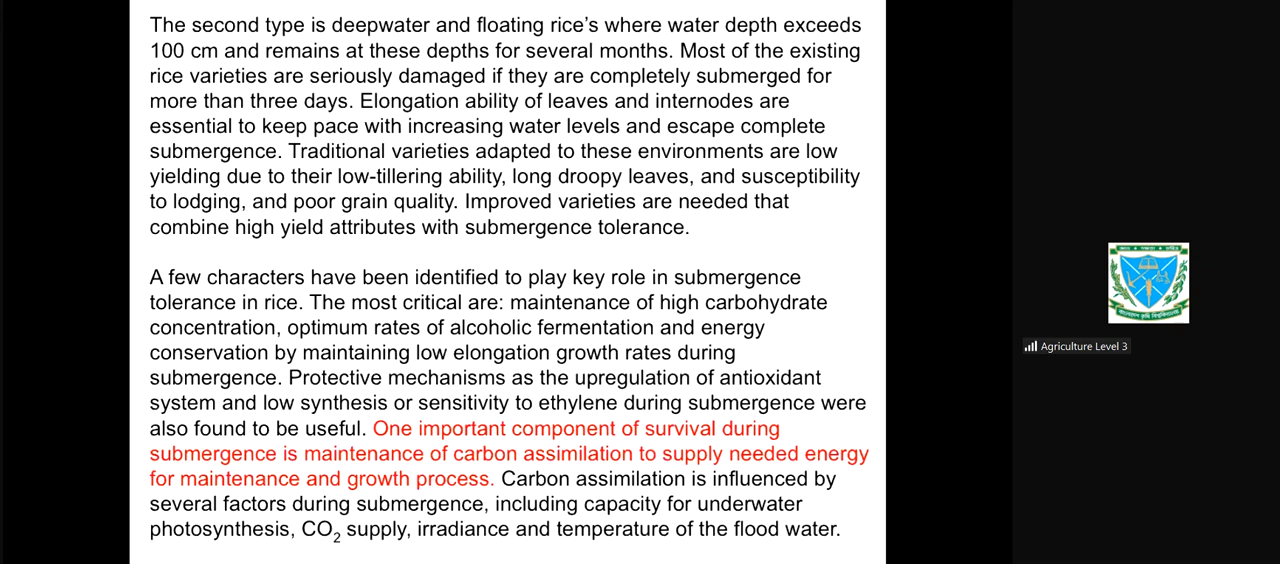 The second type is deepwater and floating rice’s where water depth exceeds
100 cm and remains at these depths for several months. Most of the existing
rice varieties are seriously damaged if they are completely submerged for
more than three days. Elongation ability of leaves and internodes are
essential to keep pace with increasing water levels and escape complete
submergence. Traditional varieties adapted to these environments are low
yielding due to their low-tillering ability, long droopy leaves, and susceptibility
to lodging, and poor grain quality. Improved varieties are needed that
combine high yield attributes with submergence tolerance.
A few characters have been identified to play key role in submergence
tolerance in rice. The most critical are: maintenance of high carbohydrate
concentration, optimum rates of alcoholic fermentation and energy
conservation by maintaining low elongation growth rates during
submergence. Protective mechanisms as the upregulation of antioxidant
system and low synthesis or sensitivity to ethylene during submergence were
also found to be useful. One important component of survival during
submergence is maintenance of carbon assimilation to supply needed energy
for maintenance and growth process. Carbon assimilation is influenced by
several factors during submergence, including capacity for underwater
photosynthesis, CO₂ supply, irradiance and temperature of the flood water.
Agriculture Level 3